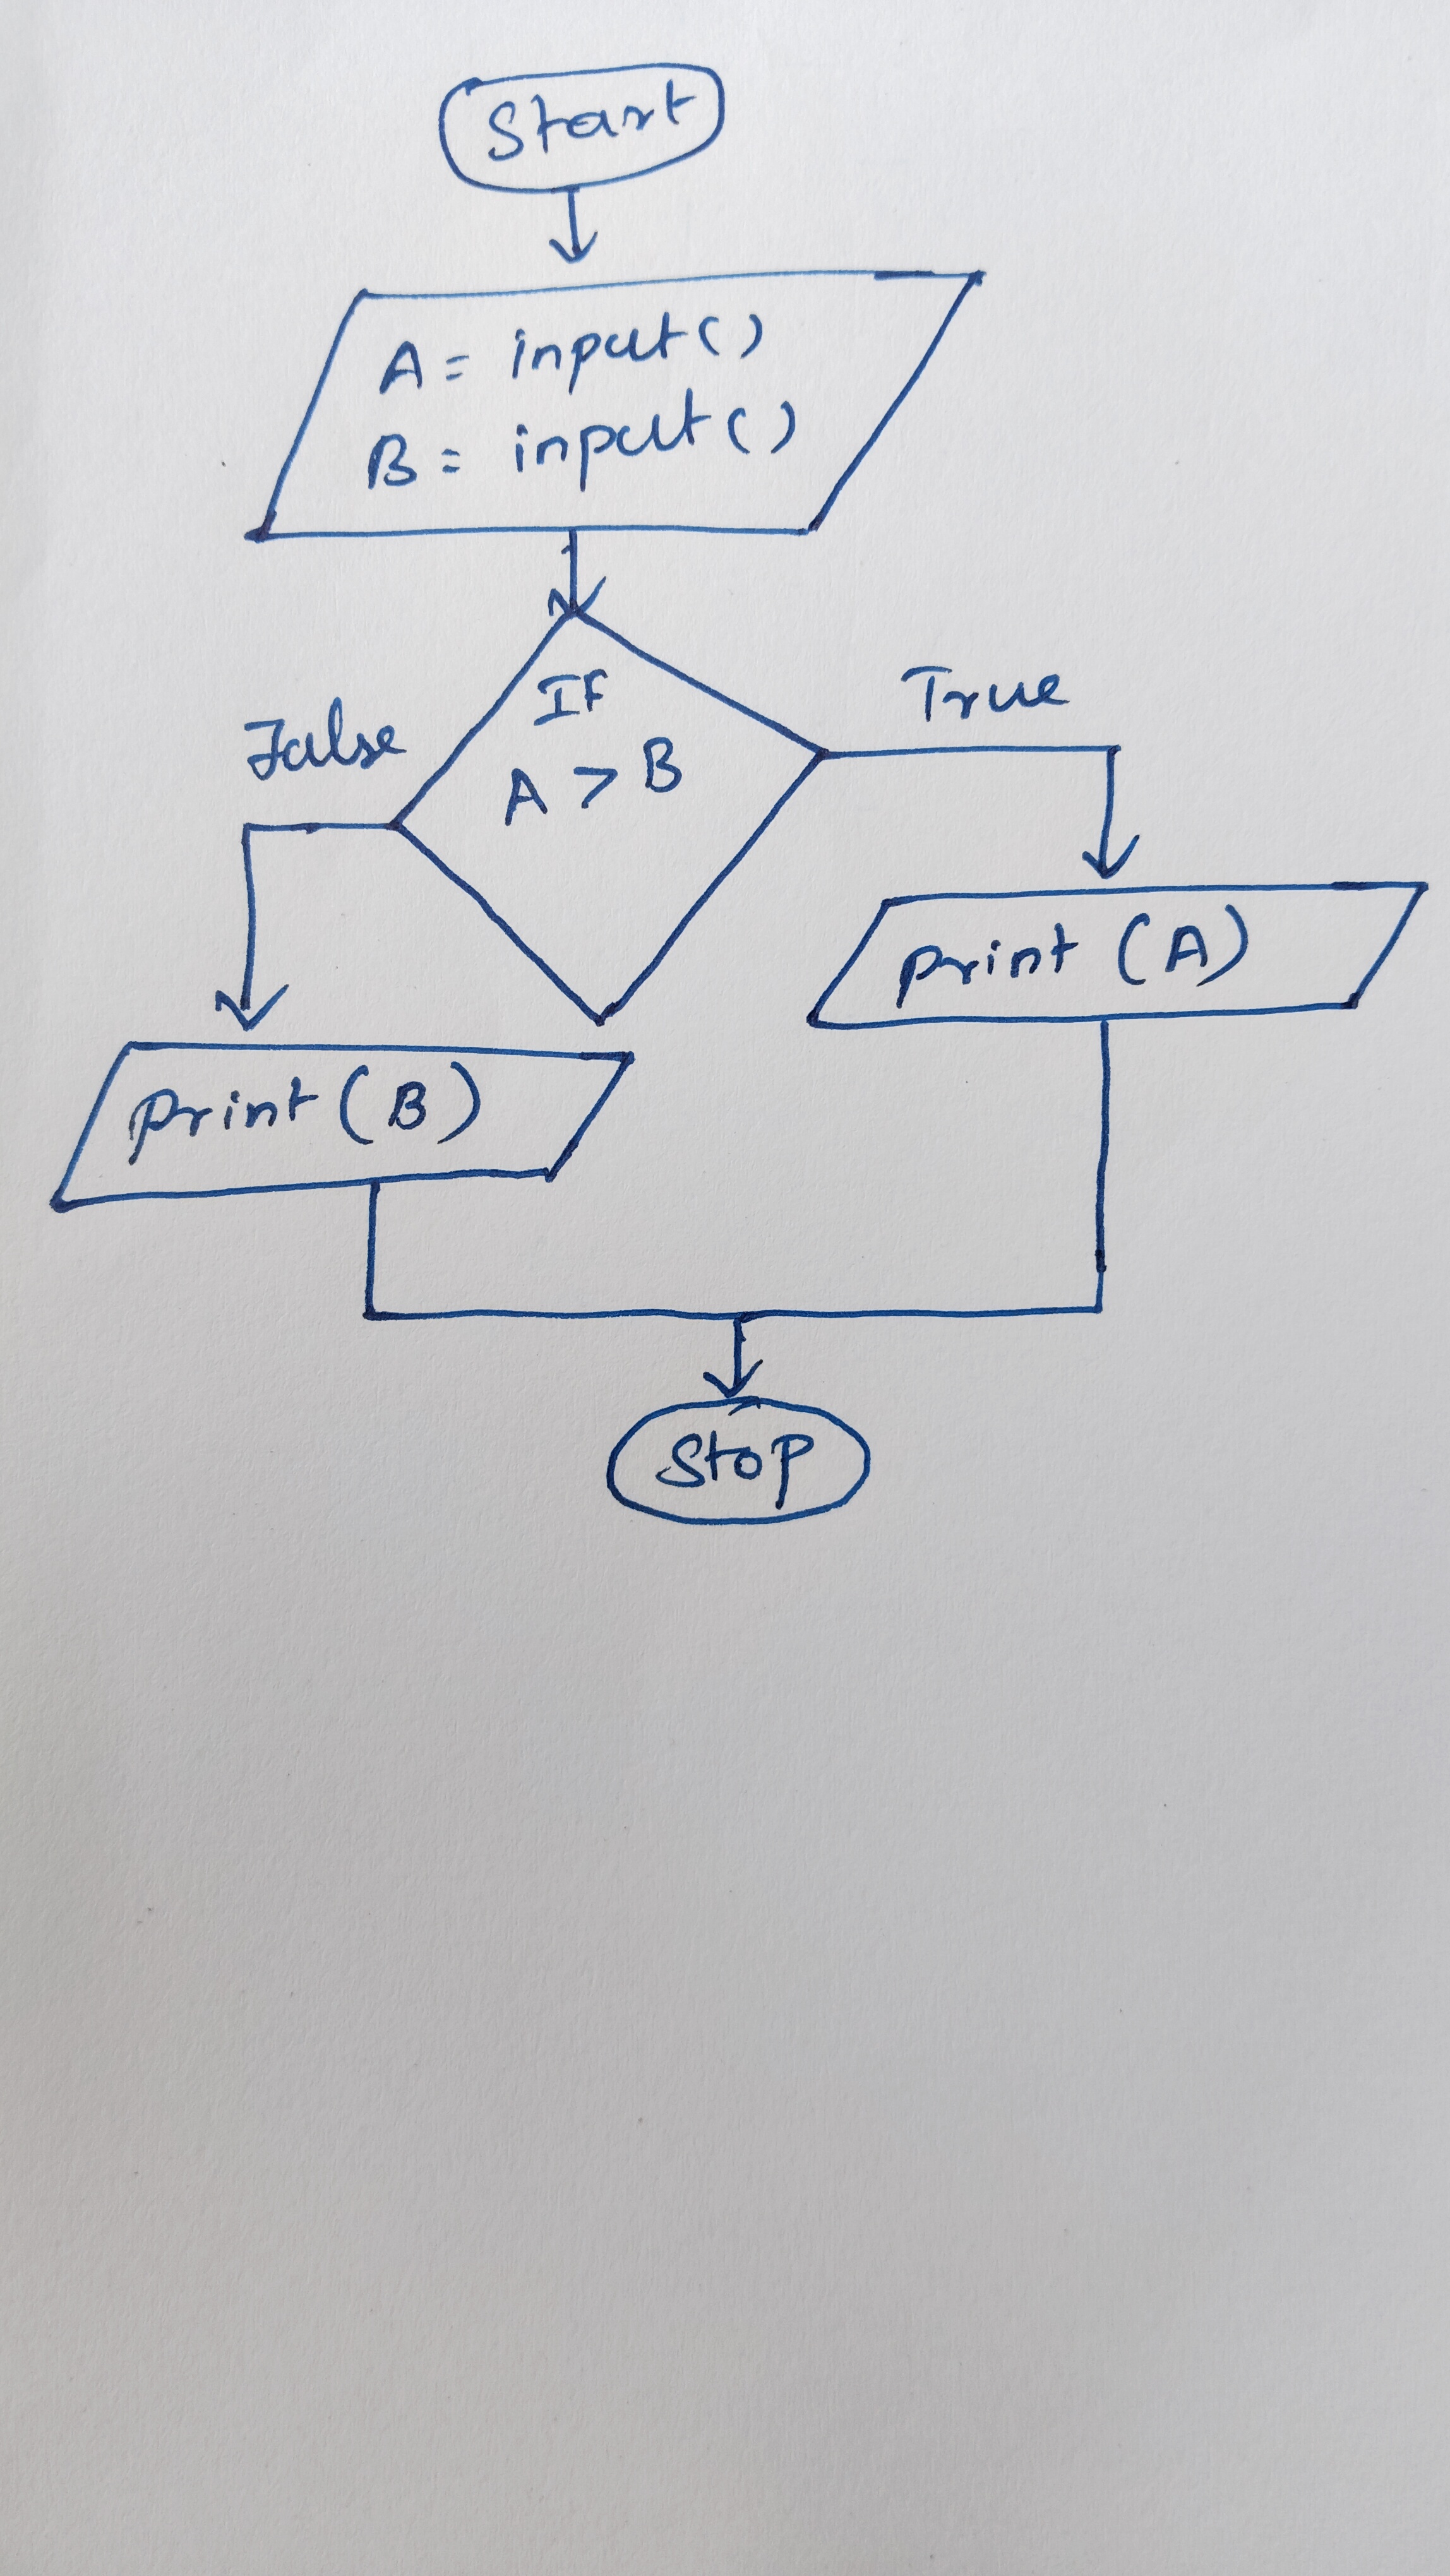 Start
A = input()
B = input()
If
A > B
False
True
print (A)
print (B)
Stop